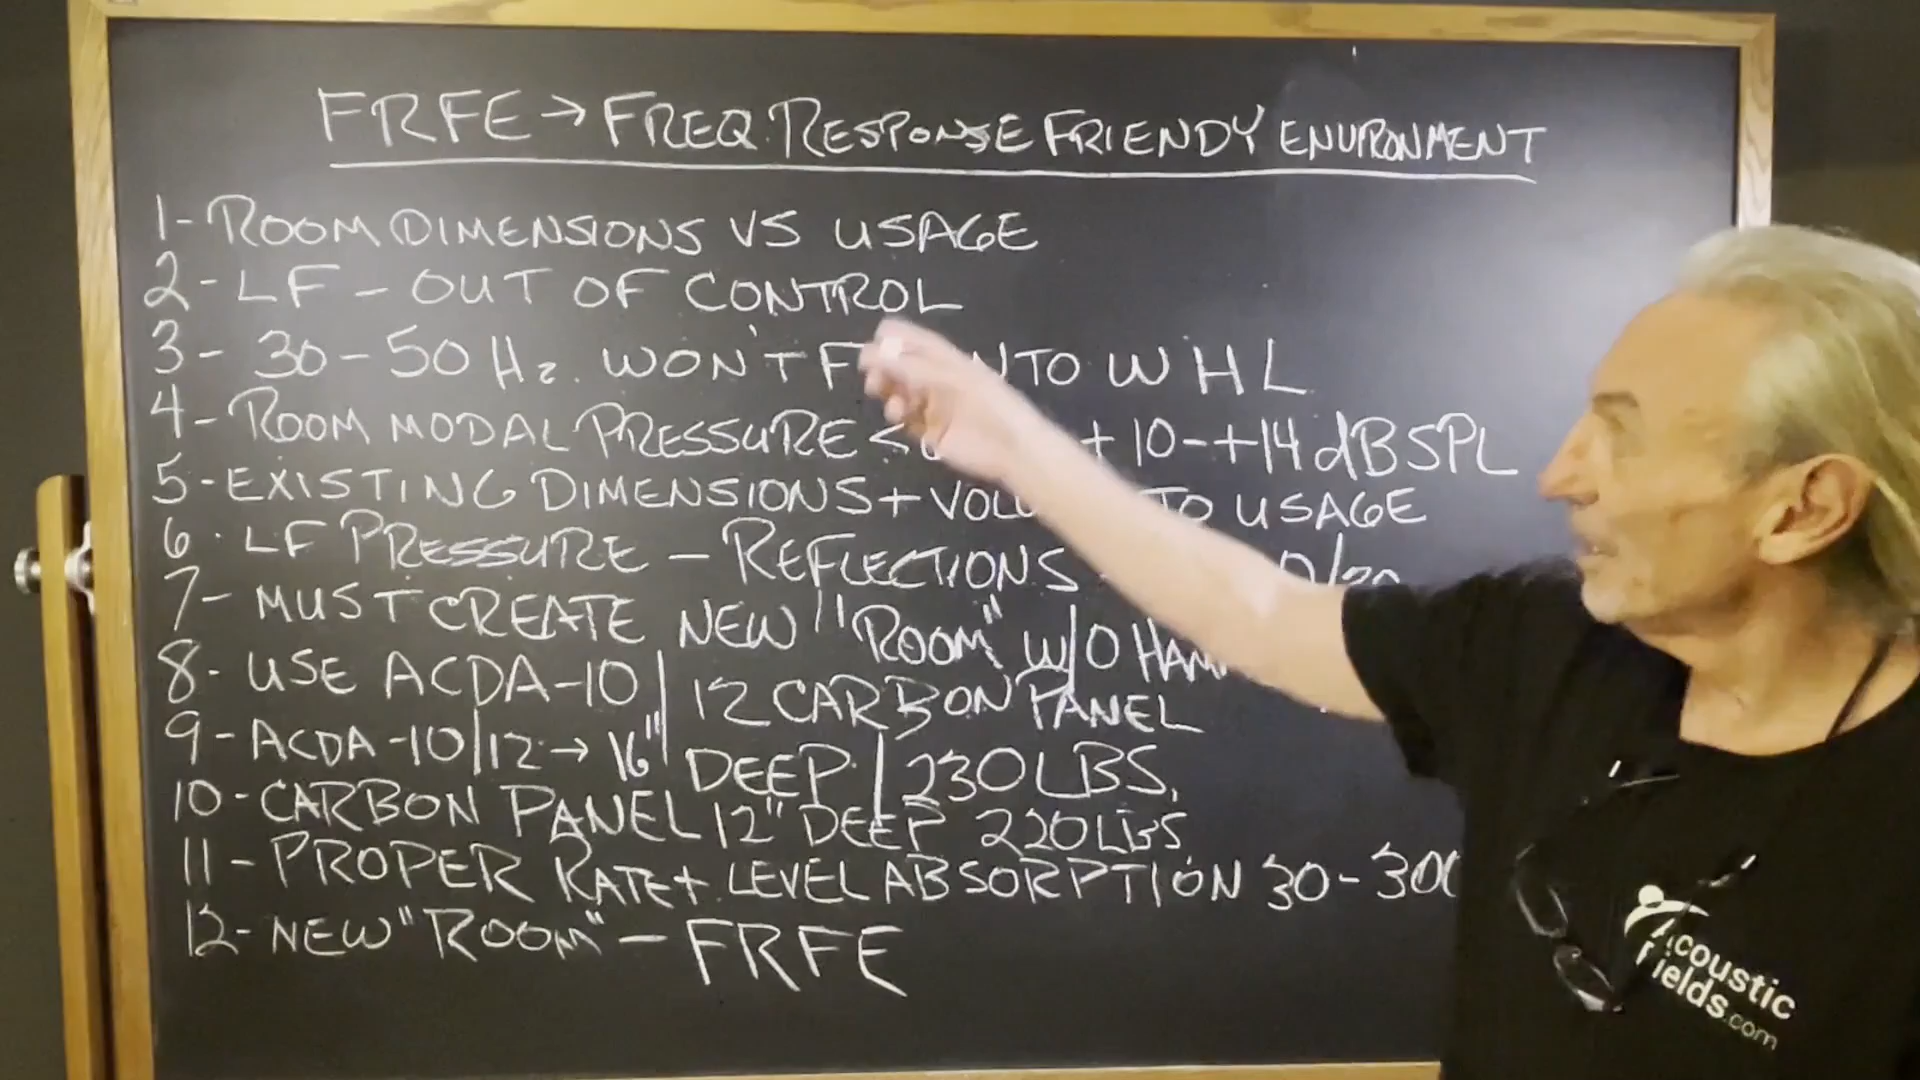 FRFE → FREQ. RESPONSE FRIENDY ENVIRONMENT
1- ROOM DIMENSIONS VS USAGE
2- LF - OUT OF CONTROL
3- 30-50 Hz. WON'T W H L
4- ROOM MODAL PRESSURE +10-+14 dB SPL
5- EXISTING DIMENSIONS + TO USAGE
6. LF PRESSURE - REFLECTIONS
7- MUST CREATE NEW "ROOM" W/O
8- USE ACDA-10/12 CARBON PANEL
9- ACDA-10/12 → 16" DEEP / 230 LBS.
10- CARBON PANEL 12" DEEP 220 LBS
11- PROPER RATE + LEVEL ABSORPTION 30-
12- NEW "ROOM" - FRFE
Acoustic
Fields.com